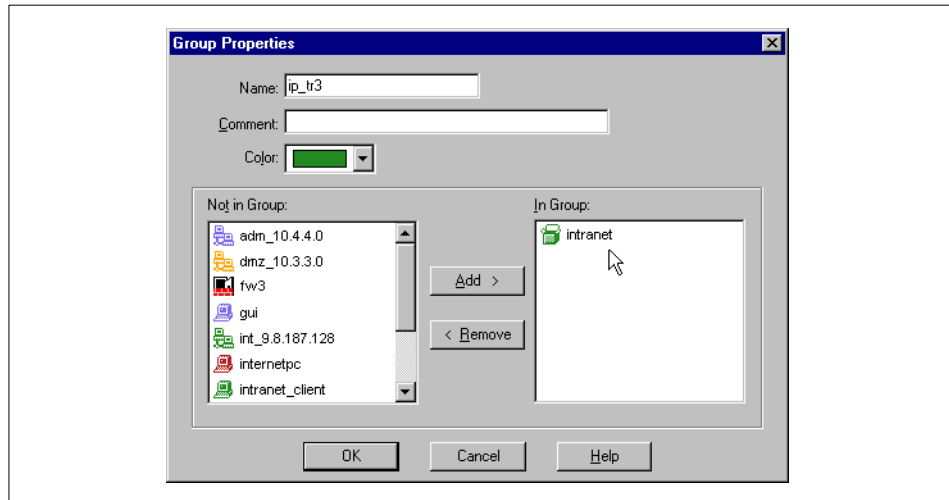 Group Properties
Name: ip_tr3
Comment:
Color:
Not in Group:
adm_10.4.4.0
dmz_10.3.3.0
fw3
gui
int_9.8.187.128
internetpc
intranet_client
Add >
< Remove
In Group:
intranet
OK
Cancel
Help